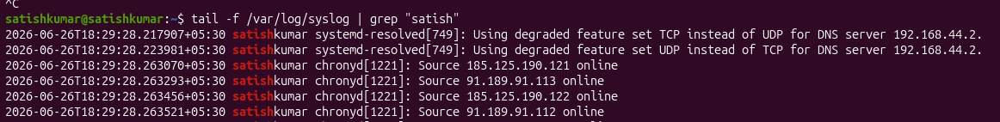 ^C
satishkumar@satishkumar:~$ tail -f /var/log/syslog | grep "satish"
2026-06-26T18:29:28.217907+05:30 satishkumar systemd-resolved[749]: Using degraded feature set TCP instead of UDP for DNS server 192.168.44.2.
2026-06-26T18:29:28.223981+05:30 satishkumar systemd-resolved[749]: Using degraded feature set UDP instead of TCP for DNS server 192.168.44.2.
2026-06-26T18:29:28.263070+05:30 satishkumar chronyd[1221]: Source 185.125.190.121 online
2026-06-26T18:29:28.263293+05:30 satishkumar chronyd[1221]: Source 91.189.91.113 online
2026-06-26T18:29:28.263456+05:30 satishkumar chronyd[1221]: Source 185.125.190.122 online
2026-06-26T18:29:28.263521+05:30 satishkumar chronyd[1221]: Source 91.189.91.112 online